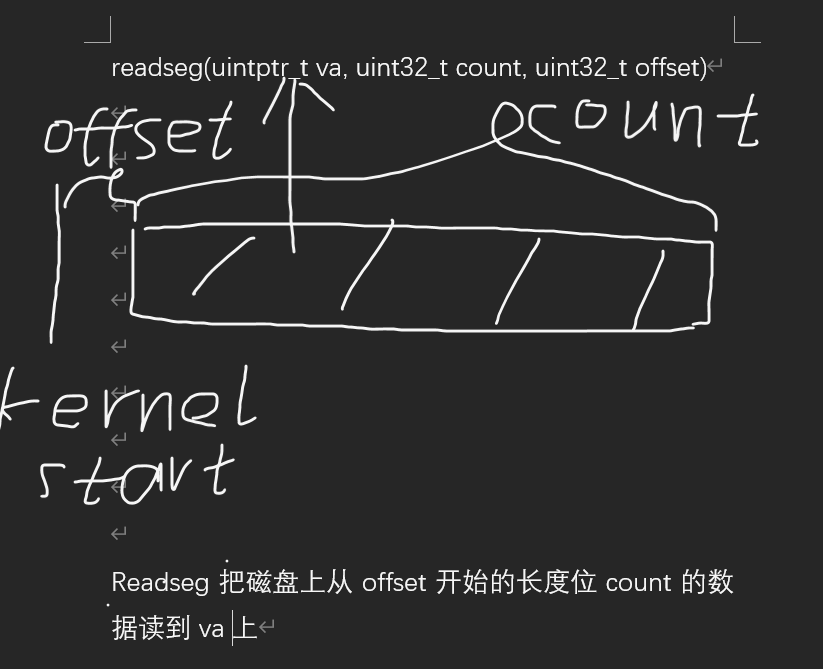 readseg(uintptr_t va, uint32_t count, uint32_t offset)
offset
count
kernel
start
Readseg 把磁盘上从 offset 开始的长度位 count 的数
据读到 va 上